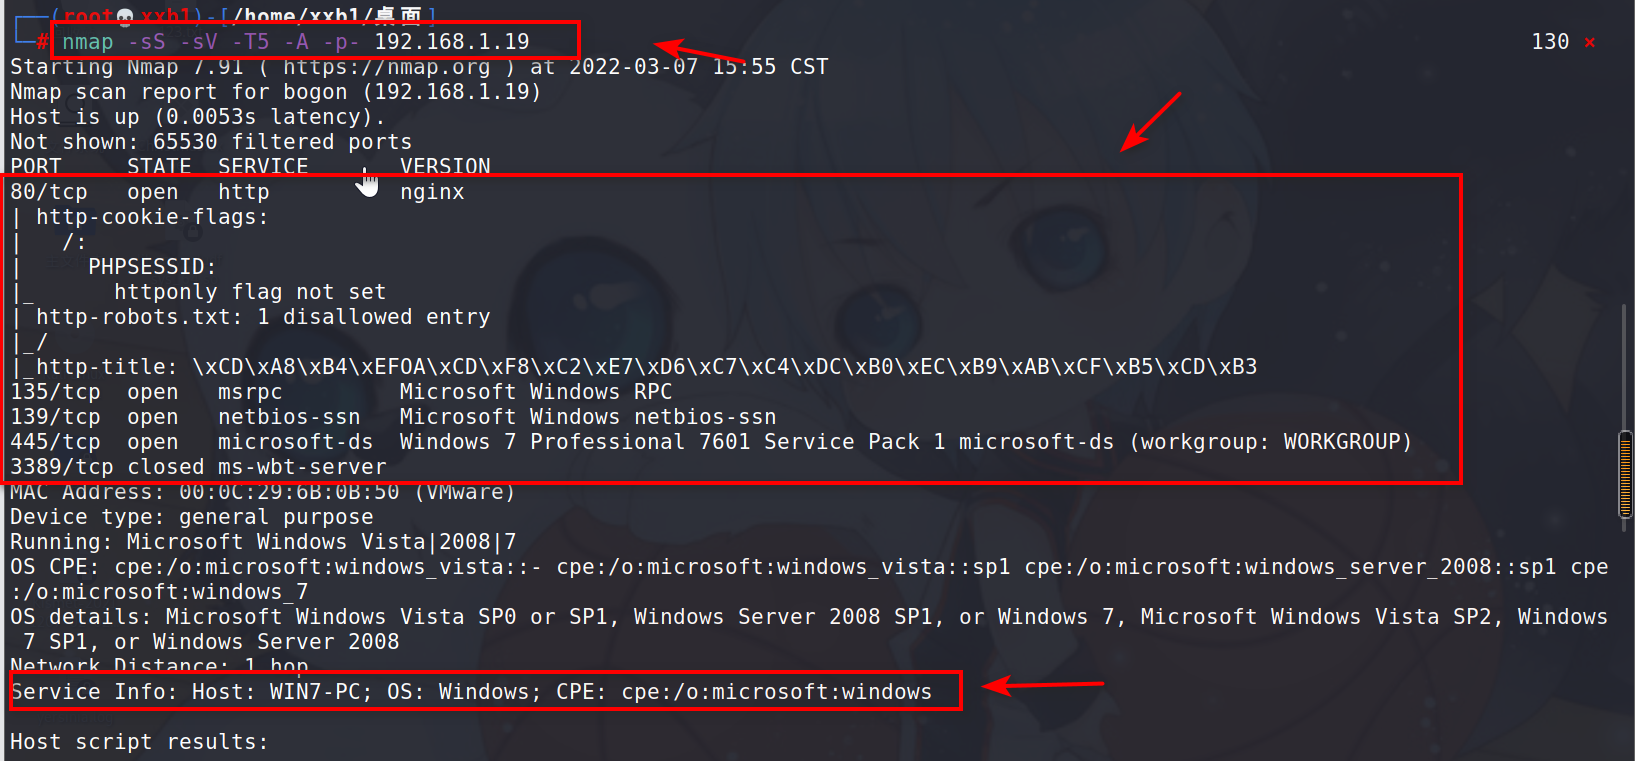 ┌──(root💀xxb1)-[/home/xxb1/桌面]
└─# nmap -sS -sV -T5 -A -p- 192.168.1.19 130 ⨯
Starting Nmap 7.91 ( https://nmap.org ) at 2022-03-07 15:55 CST
Nmap scan report for bogon (192.168.1.19)
Host is up (0.0053s latency).
Not shown: 65530 filtered ports
PORT     STATE  SERVICE       VERSION
80/tcp   open   http          nginx
| http-cookie-flags:
|   /:
|     PHPSESSID:
|_      httponly flag not set
| http-robots.txt: 1 disallowed entry
|_/
|_http-title: \xCD\xA8\xB4\xEFOA\xCD\xF8\xC2\xE7\xD6\xC7\xC4\xDC\xB0\xEC\xB9\xAB\xCF\xB5\xCD\xB3
135/tcp  open   msrpc         Microsoft Windows RPC
139/tcp  open   netbios-ssn   Microsoft Windows netbios-ssn
445/tcp  open   microsoft-ds  Windows 7 Professional 7601 Service Pack 1 microsoft-ds (workgroup: WORKGROUP)
3389/tcp closed ms-wbt-server
MAC Address: 00:0C:29:6B:0B:50 (VMware)
Device type: general purpose
Running: Microsoft Windows Vista|2008|7
OS CPE: cpe:/o:microsoft:windows_vista::- cpe:/o:microsoft:windows_vista::sp1 cpe:/o:microsoft:windows_server_2008::sp1 cpe
:/o:microsoft:windows_7
OS details: Microsoft Windows Vista SP0 or SP1, Windows Server 2008 SP1, or Windows 7, Microsoft Windows Vista SP2, Windows
 7 SP1, or Windows Server 2008
Network Distance: 1 hop
Service Info: Host: WIN7-PC; OS: Windows; CPE: cpe:/o:microsoft:windows
Host script results: